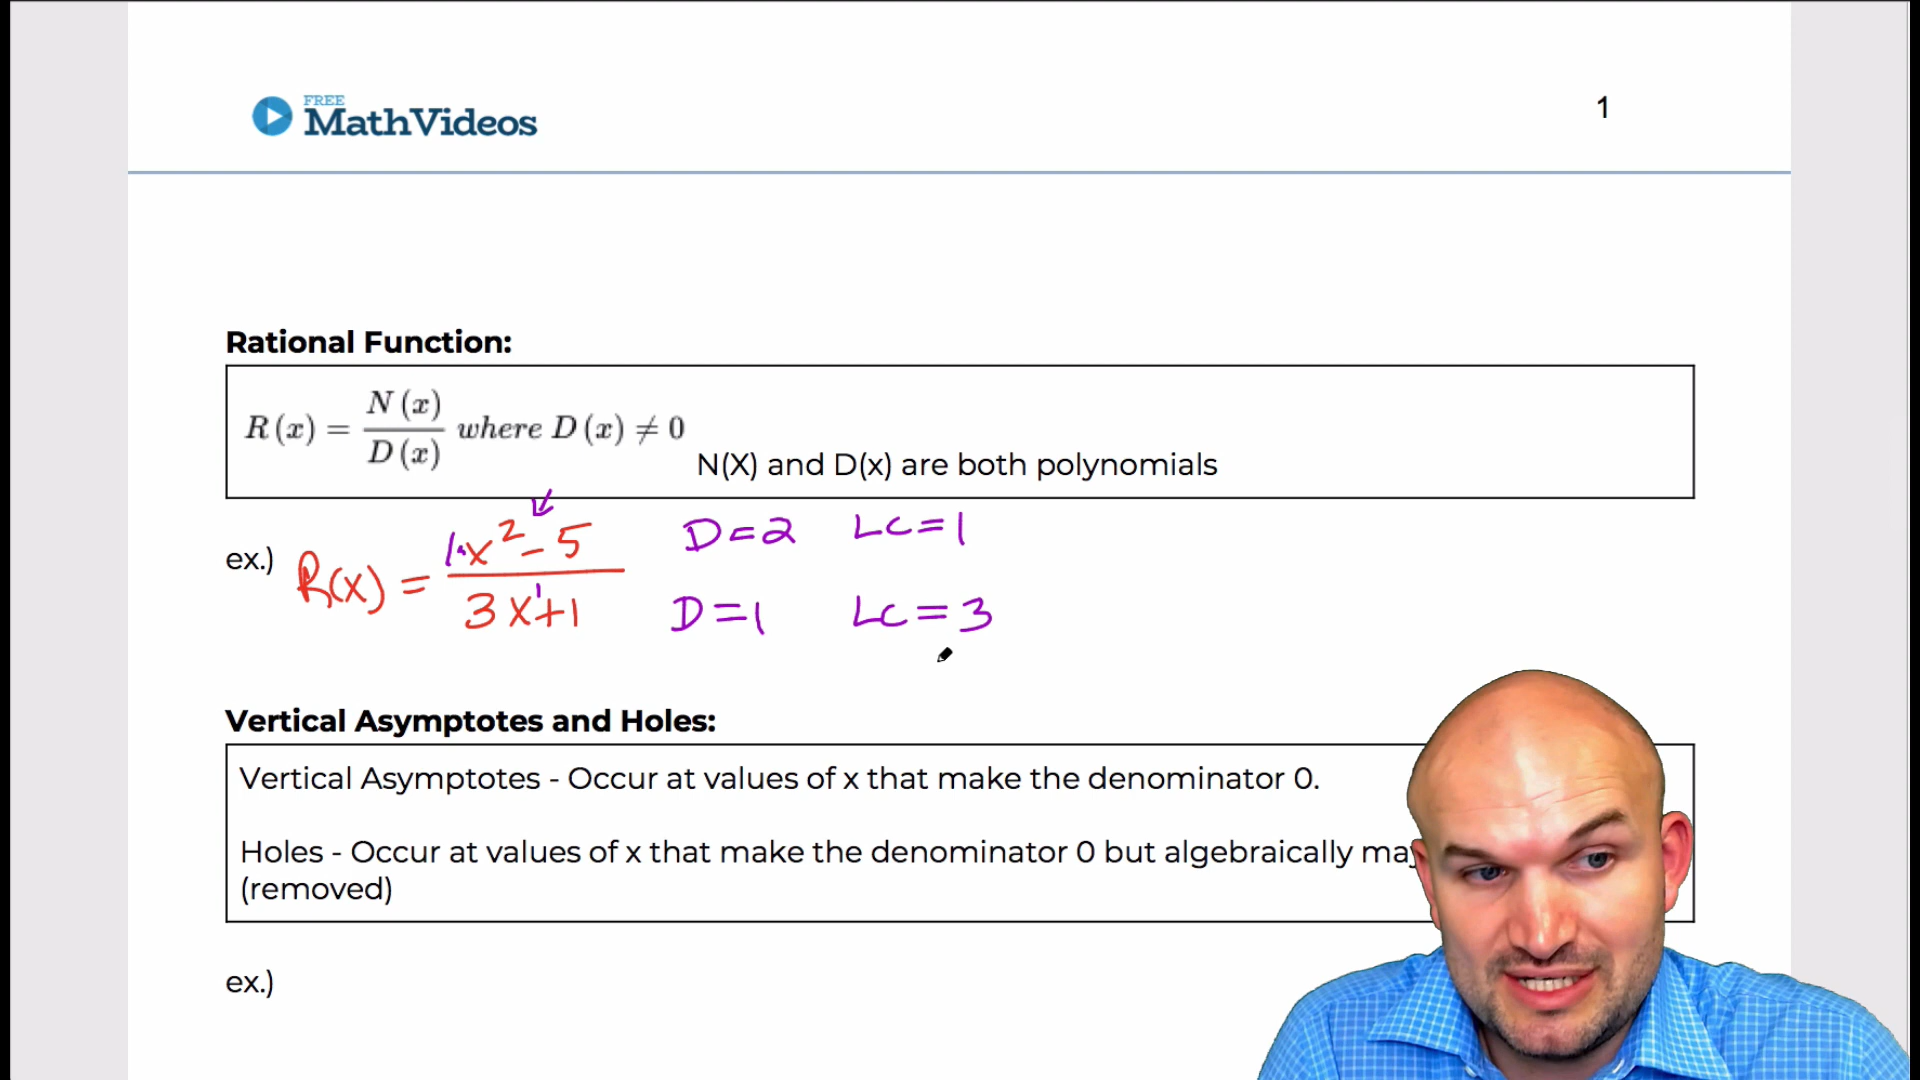 FREE
MathVideos
1
Rational Function:
R(x) = N(x)/D(x) where D(x) ≠ 0
N(X) and D(x) are both polynomials
ex.) R(x) = 1·x² - 5 / 3x¹+1
D=2 LC=1
D=1 LC=3
Vertical Asymptotes and Holes:
Vertical Asymptotes - Occur at values of x that make the denominator 0.
Holes - Occur at values of x that make the denominator 0 but algebraically
(removed)
ex.)